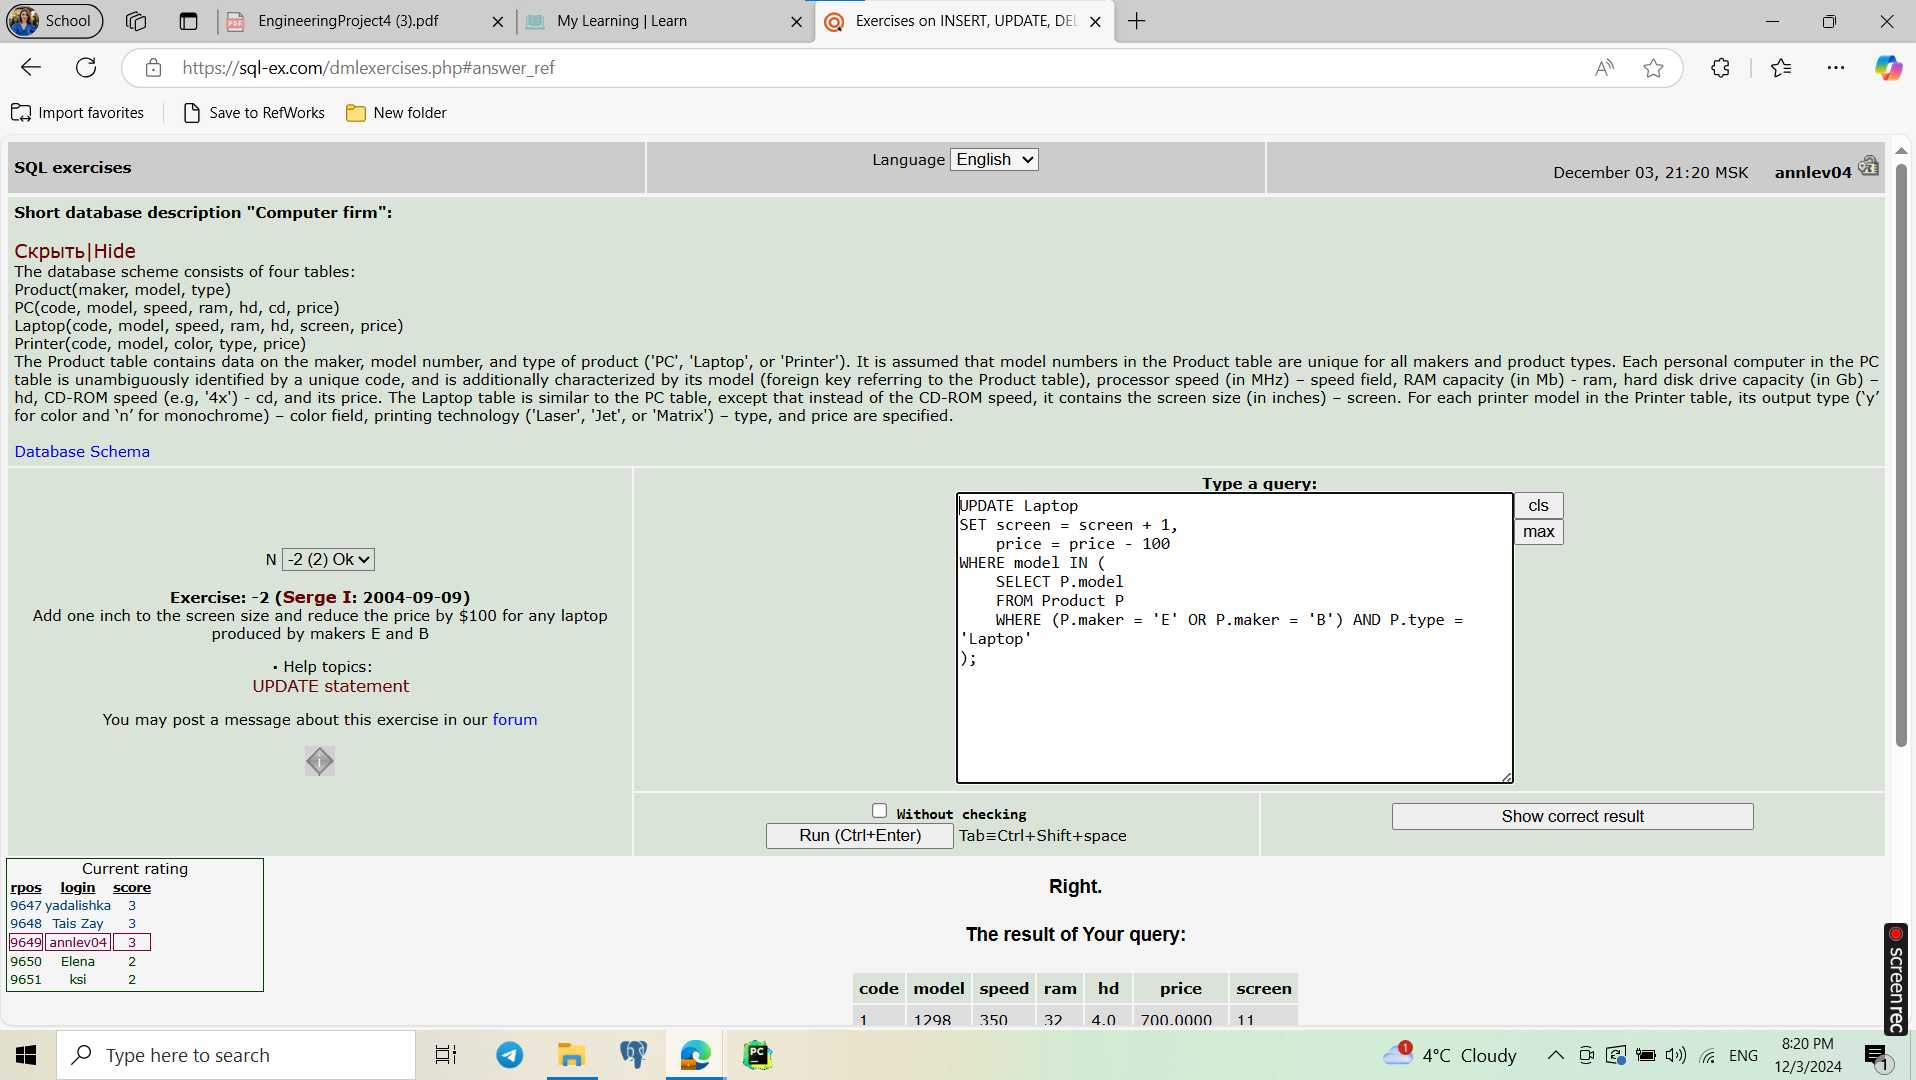 School
EngineeringProject4 (3).pdf
My Learning | Learn
Exercises on INSERT, UPDATE, DEL
https://sql-ex.com/dmlexercises.php#answer_ref
Import favorites
Save to RefWorks
New folder
SQL exercises
Language English
December 03, 21:20 MSK annlev04
Short database description "Computer firm":
Скрыть|Hide
The database scheme consists of four tables:
Product(maker, model, type)
PC(code, model, speed, ram, hd, cd, price)
Laptop(code, model, speed, ram, hd, screen, price)
Printer(code, model, color, type, price)
The Product table contains data on the maker, model number, and type of product ('PC', 'Laptop', or 'Printer'). It is assumed that model numbers in the Product table are unique for all makers and product types. Each personal computer in the PC
table is unambiguously identified by a unique code, and is additionally characterized by its model (foreign key referring to the Product table), processor speed (in MHz) – speed field, RAM capacity (in Mb) - ram, hard disk drive capacity (in Gb) –
hd, CD-ROM speed (e.g, '4x') - cd, and its price. The Laptop table is similar to the PC table, except that instead of the CD-ROM speed, it contains the screen size (in inches) – screen. For each printer model in the Printer table, its output type (‘y’
for color and ‘n’ for monochrome) – color field, printing technology ('Laser', 'Jet', or 'Matrix') – type, and price are specified.
Database Schema
N -2 (2) Ok
Exercise: -2 (Serge I: 2004-09-09)
Add one inch to the screen size and reduce the price by $100 for any laptop
produced by makers E and B
• Help topics:
UPDATE statement
You may post a message about this exercise in our forum
Type a query:
UPDATE Laptop
SET screen = screen + 1,
price = price - 100
WHERE model IN (
SELECT P.model
FROM Product P
WHERE (P.maker = 'E' OR P.maker = 'B') AND P.type =
'Laptop'
);
cls
max
Without checking
Run (Ctrl+Enter) Tab≡Ctrl+Shift+space
Show correct result
Current rating
rpos login score
9647 yadalishka 3
9648 Tais Zay 3
9649 annlev04 3
9650 Elena 2
9651 ksi 2
Right.
The result of Your query:
code model speed ram hd price screen
1 1298 350 32 4.0 700.0000 11
screenrec
Type here to search
PC
1
4°C Cloudy
ENG
8:20 PM
12/3/2024
1